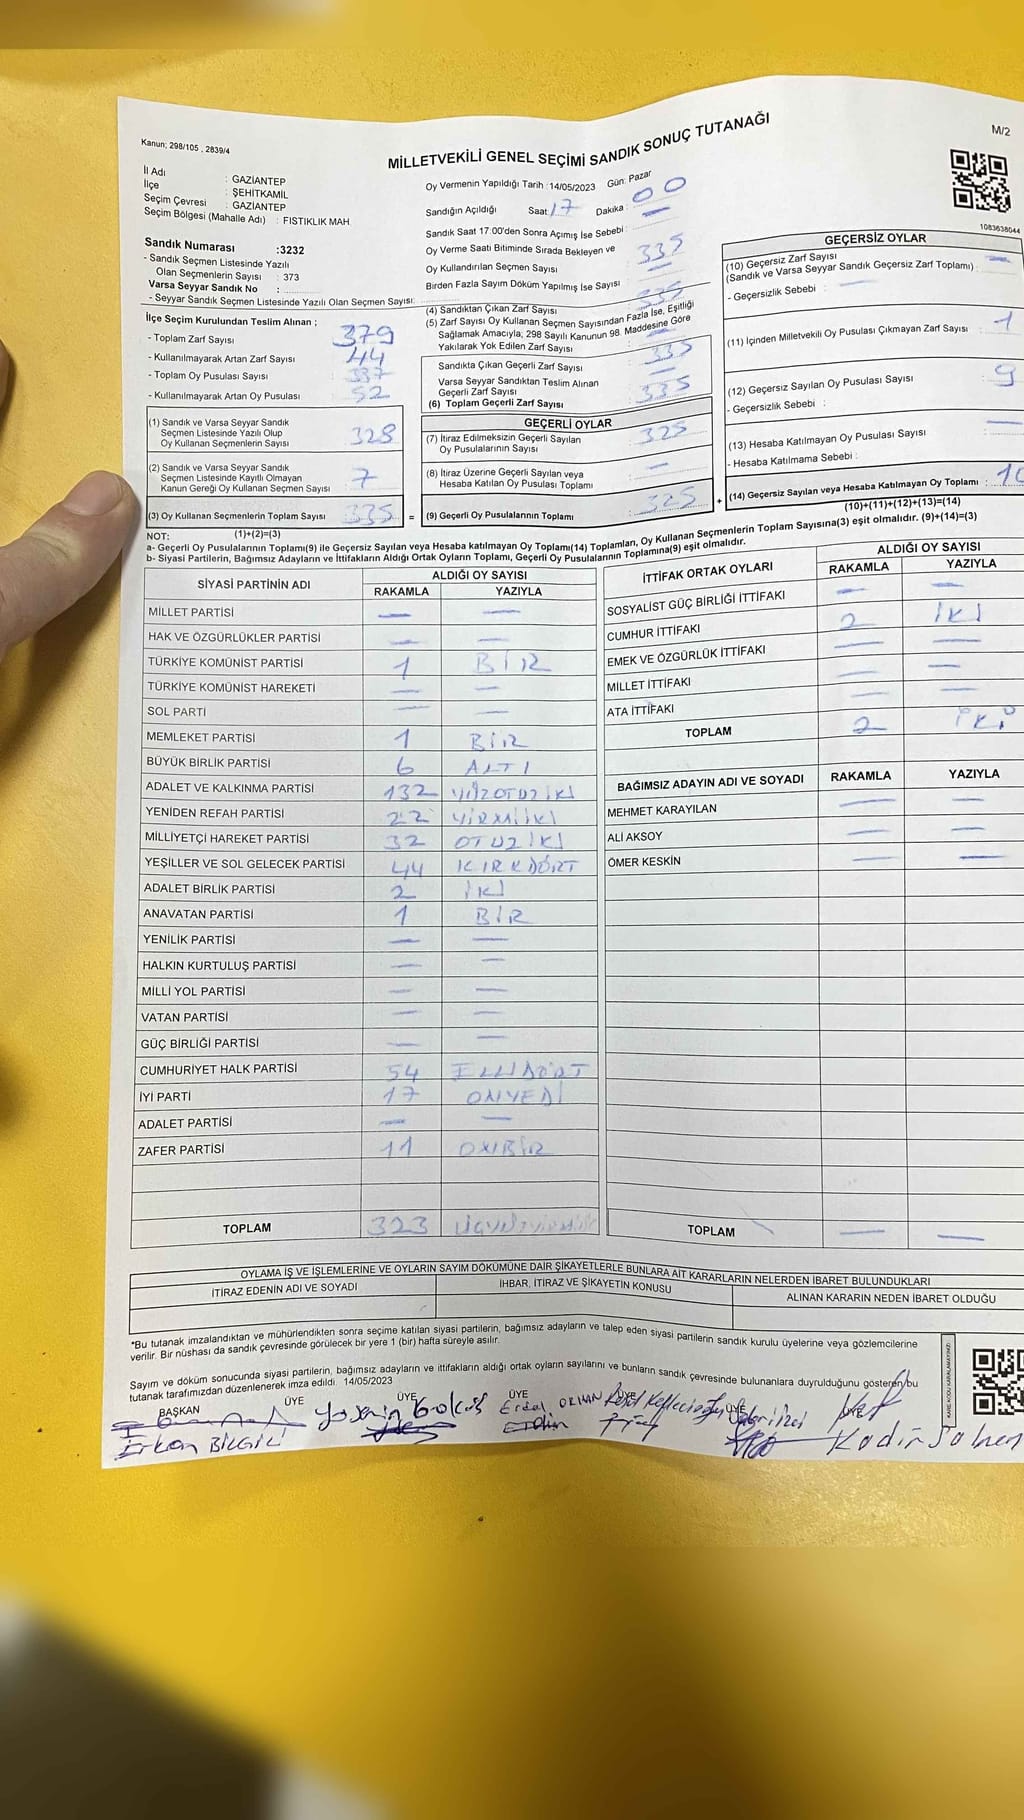 Kanun; 298/105 , 2839/4
M/2
MİLLETVEKİLİ GENEL SEÇİMİ SANDIK SONUÇ TUTANAĞI
İl Adı : GAZİANTEP
İlçe : ŞEHİTKAMİL
Seçim Çevresi : GAZİANTEP
Seçim Bölgesi (Mahalle Adı) : FISTIKLIK MAH.
Sandık Numarası :3232
- Sandık Seçmen Listesinde Yazılı
Olan Seçmenlerin Sayısı : 373
Varsa Seyyar Sandık No :
- Seyyar Sandık Seçmen Listesinde Yazılı Olan Seçmen Sayısı:
Oy Vermenin Yapıldığı Tarih :14/05/2023 Gün: Pazar
Sandığın Açıldığı Saat: 17 Dakika : 00
Sandık Saat 17:00'den Sonra Açımış İse Sebebi : —
Oy Verme Saati Bitiminde Sırada Bekleyen ve
Oy Kullandırılan Seçmen Sayısı 335
Birden Fazla Sayım Döküm Yapılmış İse Sayısı —
1083638044
İlçe Seçim Kurulundan Teslim Alınan ;
- Toplam Zarf Sayısı 379
- Kullanılmayarak Artan Zarf Sayısı 44
- Toplam Oy Pusulası Sayısı
- Kullanılmayarak Artan Oy Pusulası 52
(1) Sandık ve Varsa Seyyar Sandık
Seçmen Listesinde Yazılı Olup
Oy Kullanan Seçmenlerin Sayısı 328
(2) Sandık ve Varsa Seyyar Sandık
Seçmen Listesinde Kayıtlı Olmayan
Kanun Gereği Oy Kullanan Seçmen Sayısı 7
(3) Oy Kullanan Seçmenlerin Toplam Sayısı 335 =
(1)+(2)=(3)
(4) Sandıktan Çıkan Zarf Sayısı 335
(5) Zarf Sayısı Oy Kullanan Seçmen Sayısından Fazla İse, Eşitliği
Sağlamak Amacıyla; 298 Sayılı Kanunun 98. Maddesine Göre
Yakılarak Yok Edilen Zarf Sayısı : —
Sandıkta Çıkan Geçerli Zarf Sayısı 335
Varsa Seyyar Sandıktan Teslim Alınan
Geçerli Zarf Sayısı —
(6) Toplam Geçerli Zarf Sayısı 335
GEÇERLİ OYLAR
(7) İtiraz Edilmeksizin Geçerli Sayılan
Oy Pusulalarının Sayısı 325
(8) İtiraz Üzerine Geçerli Sayılan veya
Hesaba Katılan Oy Pusulası Toplamı —
(9) Geçerli Oy Pusulalarının Toplamı 325 +
GEÇERSİZ OYLAR
(10) Geçersiz Zarf Sayısı
(Sandık ve Varsa Seyyar Sandık Geçersiz Zarf Toplamı) : —
- Geçersizlik Sebebi : —
(11) İçinden Milletvekili Oy Pusulası Çıkmayan Zarf Sayısı : 1
(12) Geçersiz Sayılan Oy Pusulası Sayısı : 9
- Geçersizlik Sebebi :
(13) Hesaba Katılmayan Oy Pusulası Sayısı : —
- Hesaba Katılmama Sebebi :
(14) Geçersiz Sayılan veya Hesaba Katılmayan Oy Toplamı : 10
(10)+(11)+(12)+(13)=(14)
NOT:
a- Geçerli Oy Pusulalarının Toplamı(9) ile Geçersiz Sayılan veya Hesaba katılmayan Oy Toplamı(14) Toplamları, Oy Kullanan Seçmenlerin Toplam Sayısına(3) eşit olmalıdır. (9)+(14)=(3)
b- Siyasi Partilerin, Bağımsız Adayların ve İttifakların Aldığı Ortak Oyların Toplamı, Geçerli Oy Pusulalarının Toplamına(9) eşit olmalıdır.
SİYASİ PARTİNİN ADI ALDIĞI OY SAYISI
RAKAMLA YAZIYLA
MİLLET PARTİSİ — —
HAK VE ÖZGÜRLÜKLER PARTİSİ — —
TÜRKİYE KOMÜNİST PARTİSİ 1 BİR
TÜRKİYE KOMÜNİST HAREKETİ — —
SOL PARTİ — —
MEMLEKET PARTİSİ 1 BİR
BÜYÜK BİRLİK PARTİSİ 6 ALTI
ADALET VE KALKINMA PARTİSİ 132 YÜZOTUZİKİ
YENİDEN REFAH PARTİSİ 22 YİRMİİKİ
MİLLİYETÇİ HAREKET PARTİSİ 32 OTUZİKİ
YEŞİLLER VE SOL GELECEK PARTİSİ 44 KIRKDÖRT
ADALET BİRLİK PARTİSİ 2 İKİ
ANAVATAN PARTİSİ 1 BİR
YENİLİK PARTİSİ — —
HALKIN KURTULUŞ PARTİSİ — —
MİLLİ YOL PARTİSİ — —
VATAN PARTİSİ — —
GÜÇ BİRLİĞİ PARTİSİ — —
CUMHURİYET HALK PARTİSİ 54 ELLİDÖRT
İYİ PARTİ 17 ONYEDİ
ADALET PARTİSİ — —
ZAFER PARTİSİ 11 ONBİR
TOPLAM 323
İTTİFAK ORTAK OYLARI ALDIĞI OY SAYISI
RAKAMLA YAZIYLA
SOSYALİST GÜÇ BİRLİĞİ İTTİFAKI — —
CUMHUR İTTİFAKI 2 İKİ
EMEK VE ÖZGÜRLÜK İTTİFAKI — —
MİLLET İTTİFAKI — —
ATA İTTİFAKI — —
TOPLAM 2 İKİ
BAĞIMSIZ ADAYIN ADI VE SOYADI RAKAMLA YAZIYLA
MEHMET KARAYILAN — —
ALİ AKSOY — —
ÖMER KESKİN — —
TOPLAM — —
OYLAMA İŞ VE İŞLEMLERİNE VE OYLARIN SAYIM DÖKÜMÜNE DAİR ŞİKAYETLERLE BUNLARA AİT KARARLARIN NELERDEN İBARET BULUNDUKLARI
İTİRAZ EDENİN ADI VE SOYADI İHBAR, İTİRAZ VE ŞİKAYETİN KONUSU ALINAN KARARIN NEDEN İBARET OLDUĞU
*Bu tutanak imzalandıktan ve mühürlendikten sonra seçime katılan siyasi partilerin, bağımsız adayların ve talep eden siyasi partilerin sandık kurulu üyelerine veya gözlemcilerine
verilir. Bir nüshası da sandık çevresinde görülecek bir yere 1 (bir) hafta süreyle asılır.
Sayım ve döküm sonucunda siyasi partilerin, bağımsız adayların ve ittifakların aldığı ortak oyların sayılarını ve bunların sandık çevresinde bulunanlara duyrulduğunu gösteren bu
tutanak tarafımızdan düzenlenerek imza edildi. 14/05/2023
BAŞKAN ÜYE ÜYE ÜYE ÜYE ÜYE ÜYE
Erkan BİLGİLİ
Erdal ORHAN